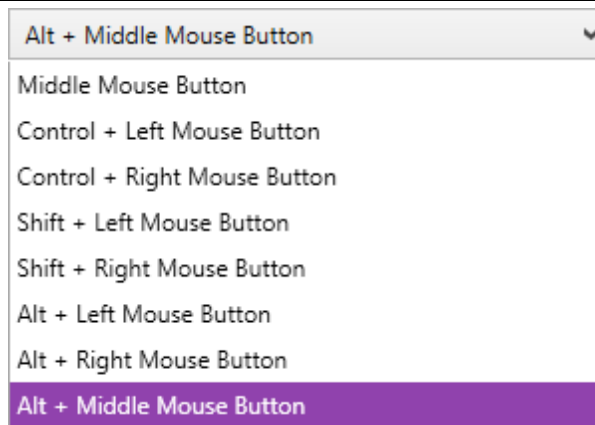 Alt + Middle Mouse Button
Middle Mouse Button
Control + Left Mouse Button
Control + Right Mouse Button
Shift + Left Mouse Button
Shift + Right Mouse Button
Alt + Left Mouse Button
Alt + Right Mouse Button
Alt + Middle Mouse Button